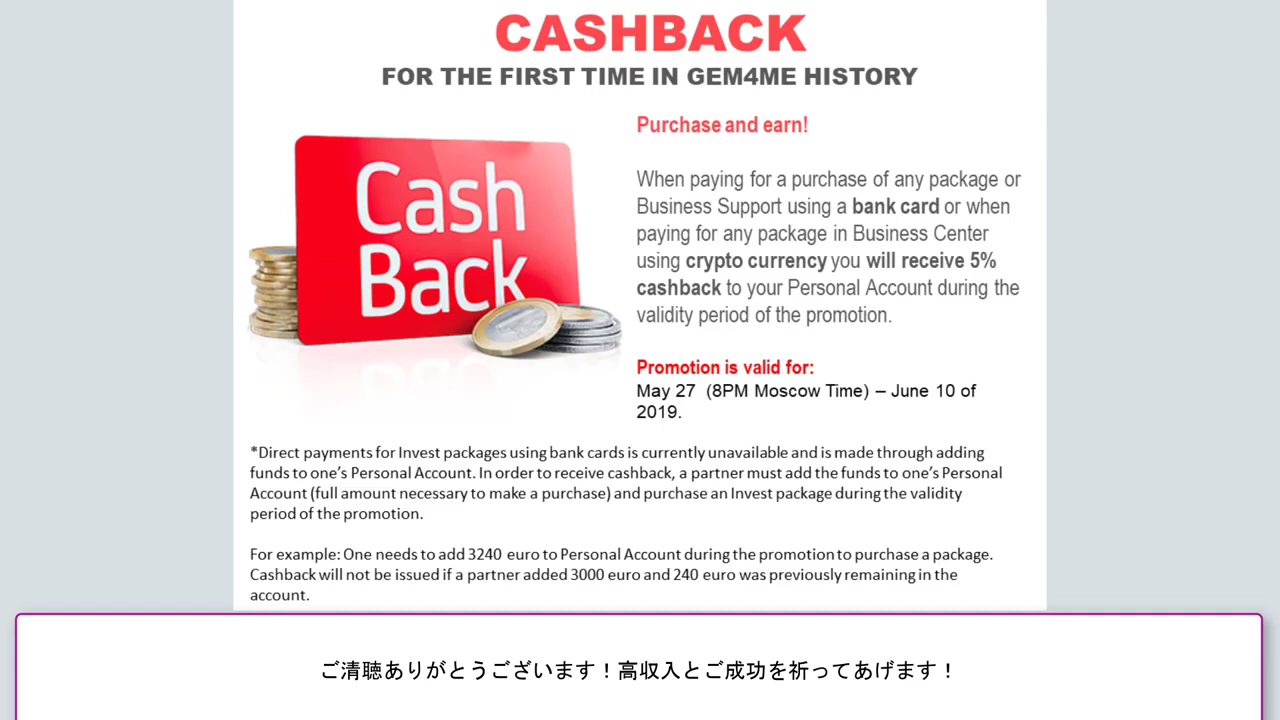 CASHBACK
FOR THE FIRST TIME IN GEM4ME HISTORY
Cash
Back
Purchase and earn!
When paying for a purchase of any package or
Business Support using a bank card or when
paying for any package in Business Center
using crypto currency you will receive 5%
cashback to your Personal Account during the
validity period of the promotion.
Promotion is valid for:
May 27 (8PM Moscow Time) – June 10 of
2019.
*Direct payments for Invest packages using bank cards is currently unavailable and is made through adding
funds to one’s Personal Account. In order to receive cashback, a partner must add the funds to one’s Personal
Account (full amount necessary to make a purchase) and purchase an Invest package during the validity
period of the promotion.
For example: One needs to add 3240 euro to Personal Account during the promotion to purchase a package.
Cashback will not be issued if a partner added 3000 euro and 240 euro was previously remaining in the
account.
ご清聴ありがとうございます！高収入とご成功を祈ってあげます！